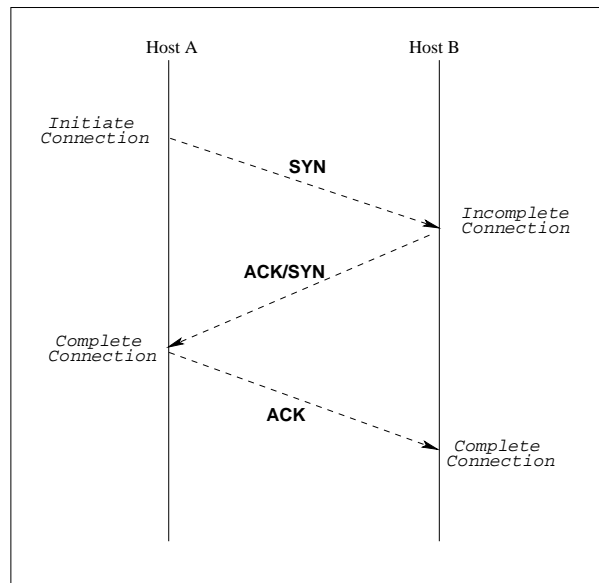 Host A
Host B
Initiate
Connection
SYN
Incomplete
Connection
ACK/SYN
Complete
Connection
ACK
Complete
Connection